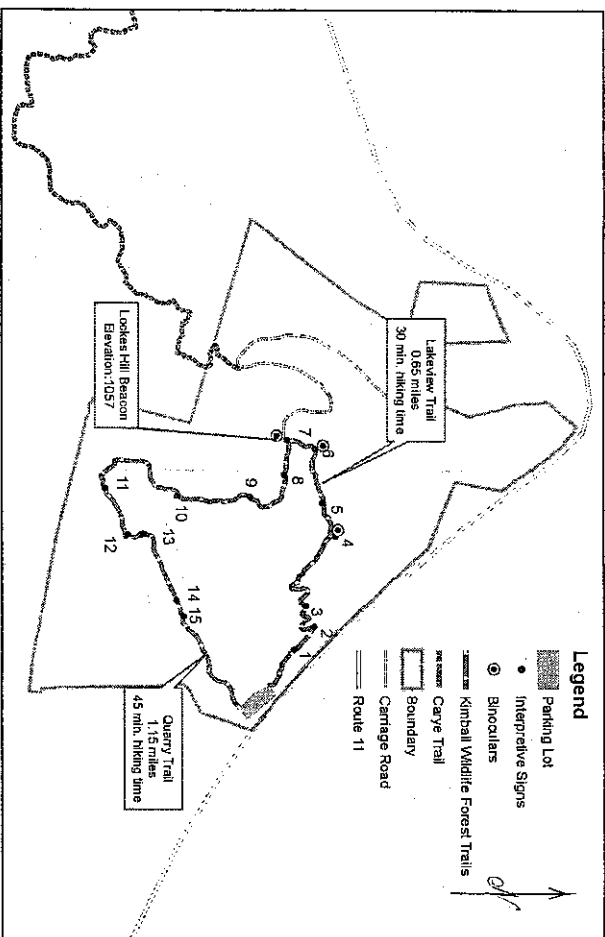 Legend
Parking Lot
Interpretive Signs
Binoculars
Kimball Wildlife Forest Trails
Carye Trail
Boundary
Carriage Road
Route 11
N
Lakeview Trail
0.65 miles
30 min. hiking time
Lockes Hill Beacon
Elevation:1057
Quarry Trail
1.15 miles
45 min. hiking time
1
2
3
4
5
6
7
8
9
10
11
12
13
14
15